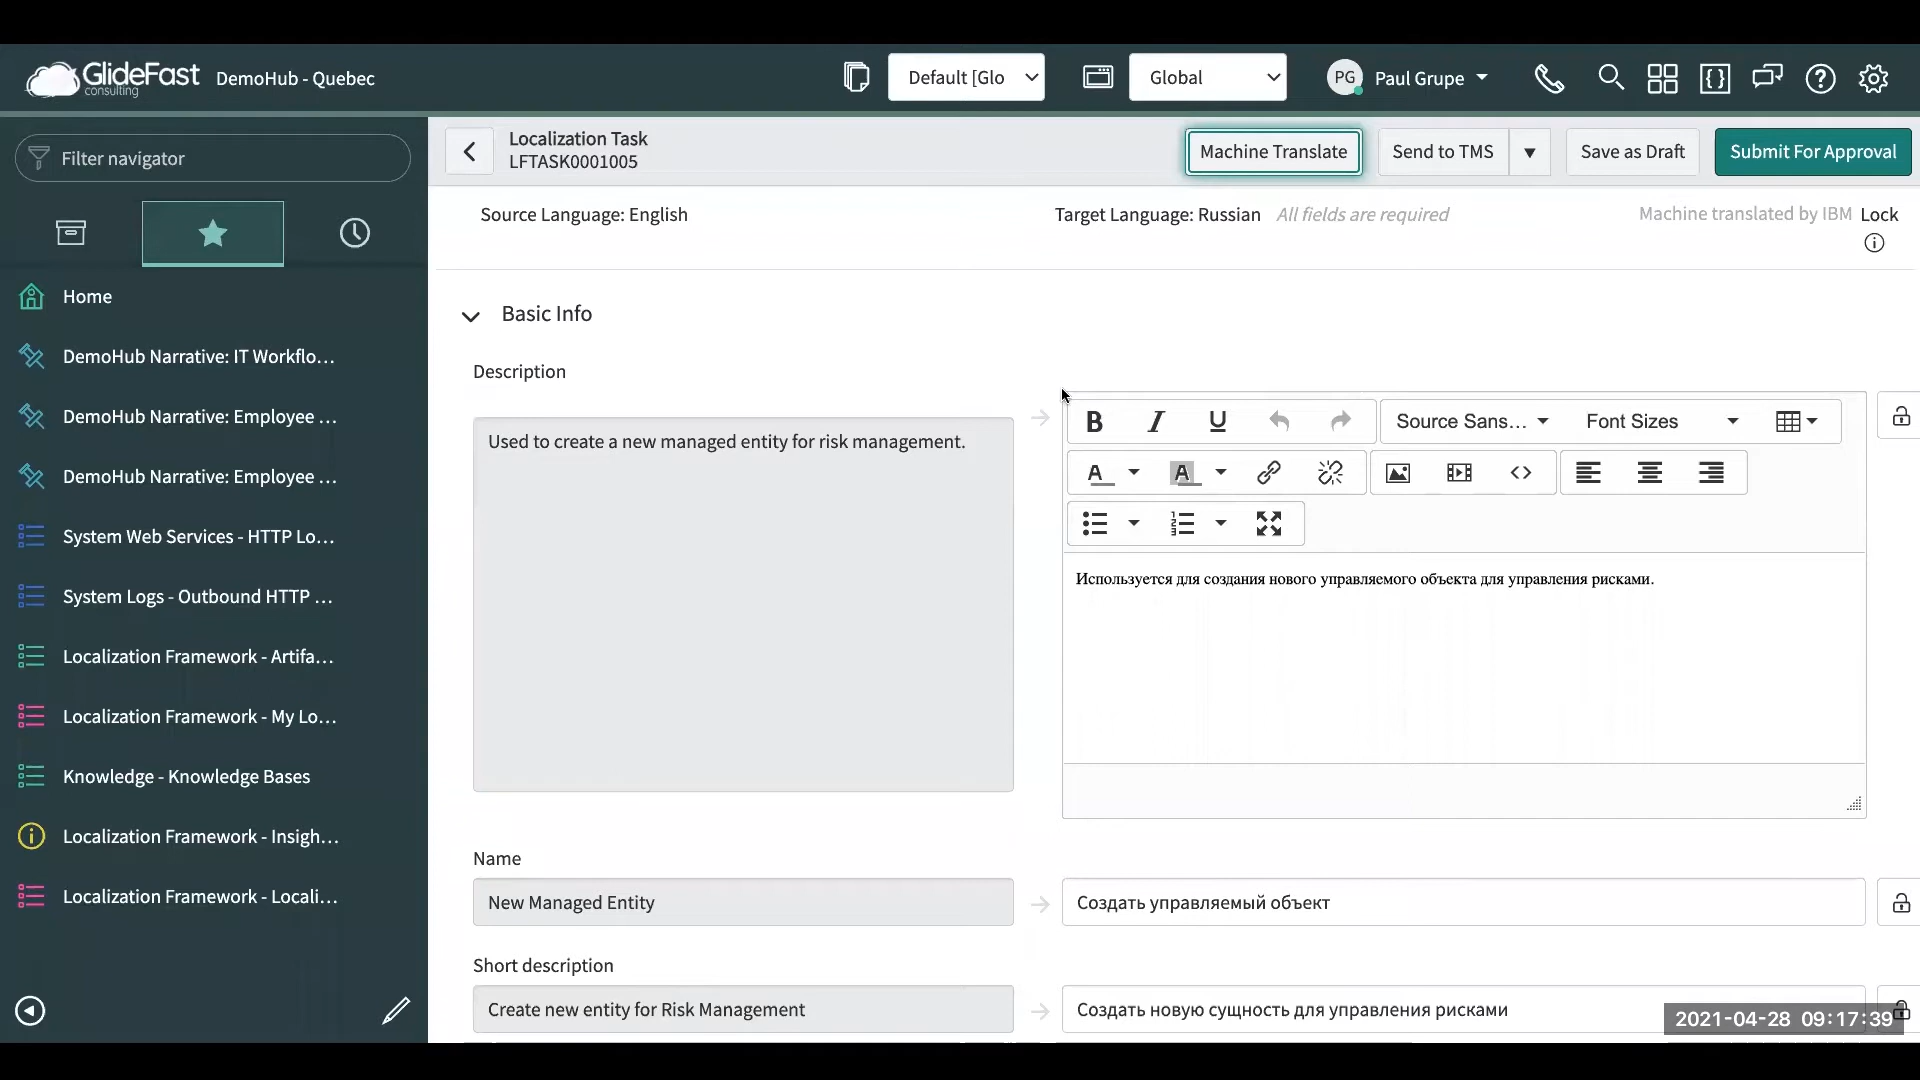 GlideFast
consulting
DemoHub - Quebec
Default [Glo
Global
PG
Paul Grupe
Filter navigator
Localization Task
LFTASK0001005
Machine Translate
Send to TMS
Save as Draft
Submit For Approval
Source Language: English
Target Language: Russian
All fields are required
Machine translated by IBM
Lock
Home
DemoHub Narrative: IT Workflo...
DemoHub Narrative: Employee ...
DemoHub Narrative: Employee ...
System Web Services - HTTP Lo...
System Logs - Outbound HTTP ...
Localization Framework - Artifa...
Localization Framework - My Lo...
Knowledge - Knowledge Bases
Localization Framework - Insigh...
Localization Framework - Locali...
Basic Info
Description
Used to create a new managed entity for risk management.
B I U
Source Sans...
Font Sizes
A A
Используется для создания нового управляемого объекта для управления рисками.
Name
New Managed Entity
Создать управляемый объект
Short description
Create new entity for Risk Management
Создать новую сущность для управления рисками
2021-04-28 09:17:39